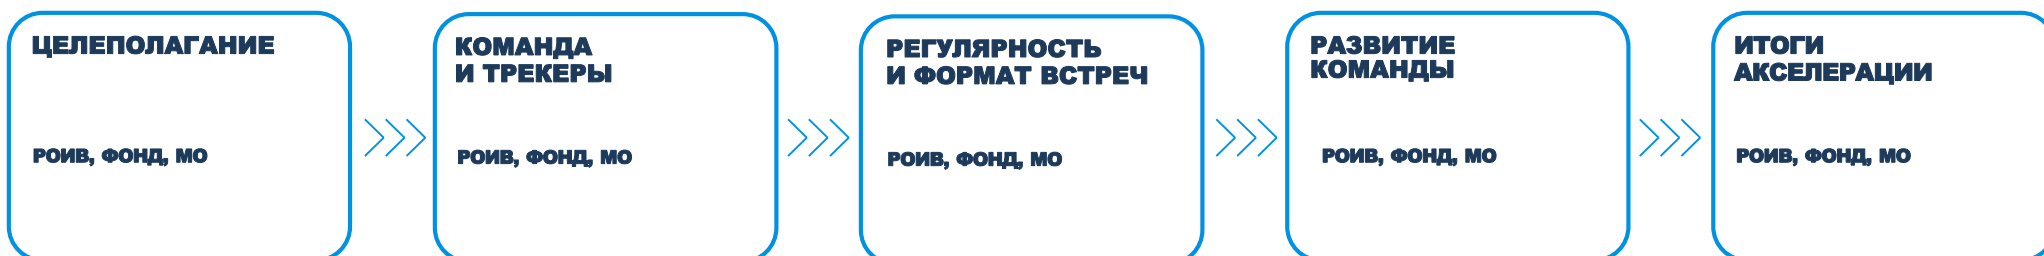 ЦЕЛЕПОЛАГАНИЕ
РОИВ, ФОНД, МО
КОМАНДА
И ТРЕКЕРЫ
РОИВ, ФОНД, МО
РЕГУЛЯРНОСТЬ
И ФОРМАТ ВСТРЕЧ
РОИВ, ФОНД, МО
РАЗВИТИЕ
КОМАНДЫ
РОИВ, ФОНД, МО
ИТОГИ
АКСЕЛЕРАЦИИ
РОИВ, ФОНД, МО